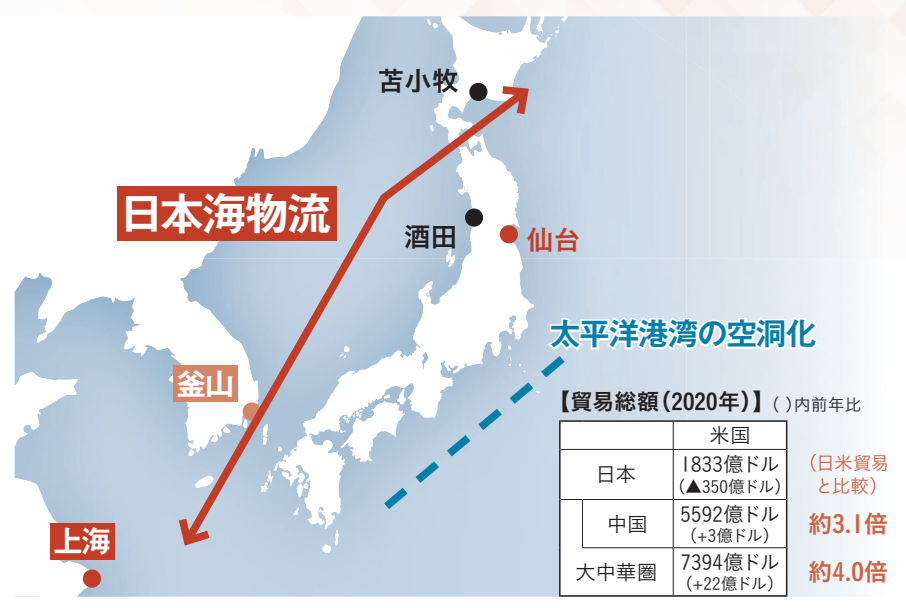 苫小牧
日本海物流
酒田
仙台
太平洋港湾の空洞化
釜山
上海
【貿易総額(2020年)】( )内前年比
米国
日本
1833億ドル
(▲350億ドル)
(日米貿易
と比較)
中国
5592億ドル
(+3億ドル)
約3.1倍
大中華圏
7394億ドル
(+22億ドル)
約4.0倍